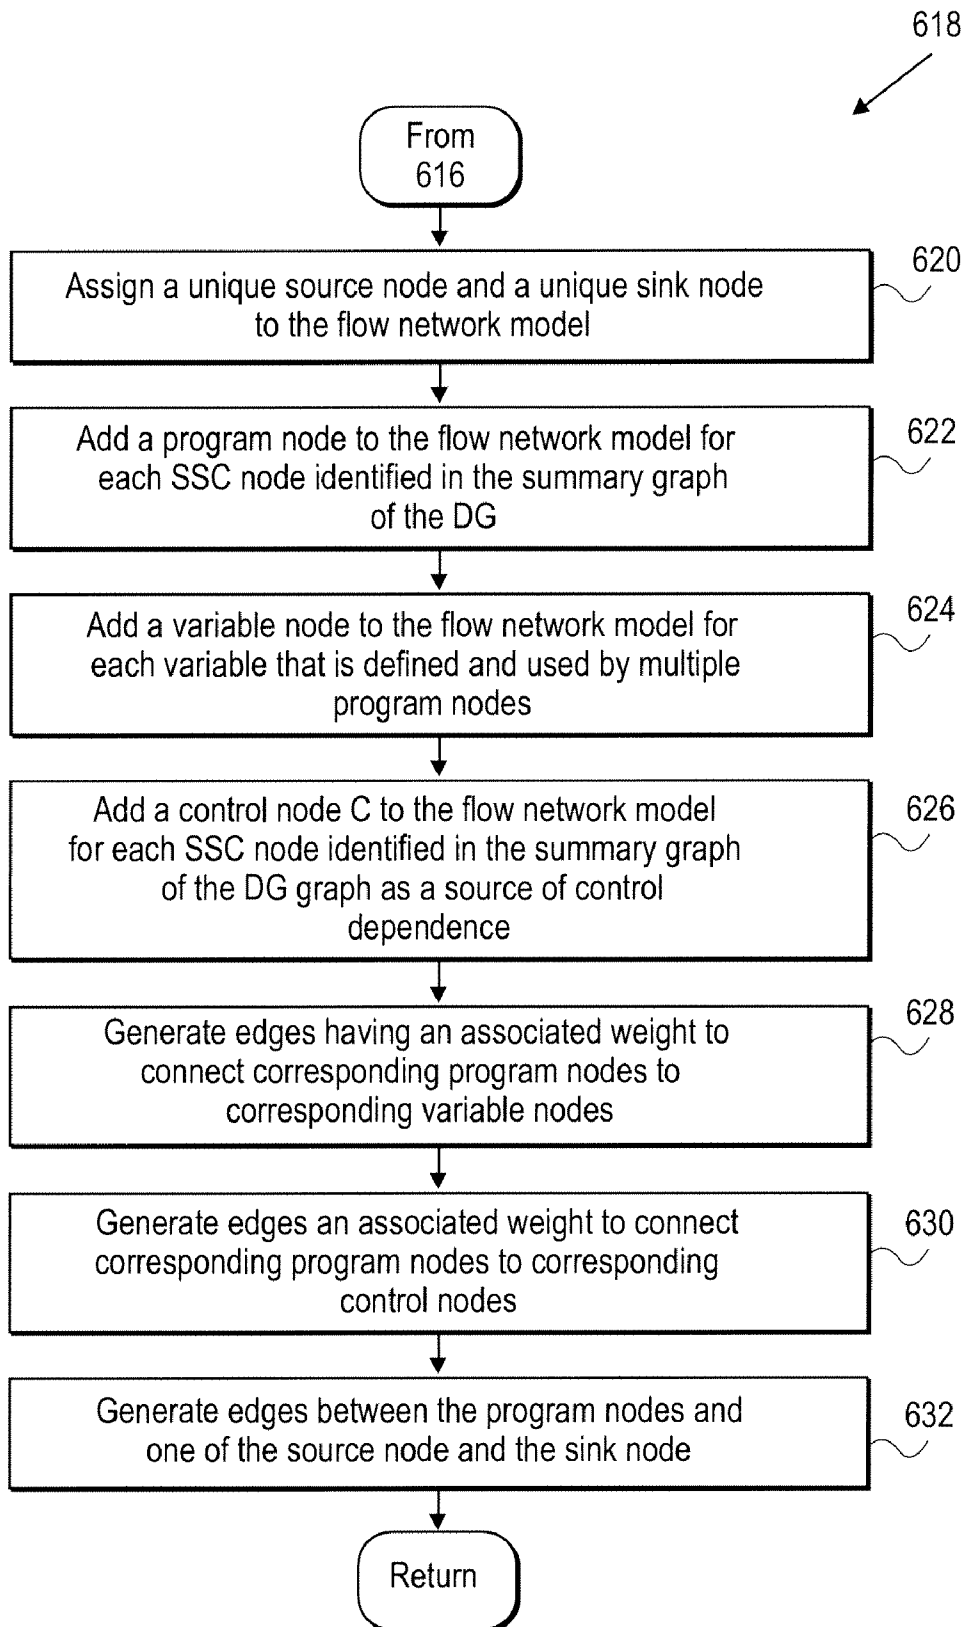 618
From
616
Assign a unique source node and a unique sink node
to the flow network model
620
Add a program node to the flow network model for
each SSC node identified in the summary graph
of the DG
622
Add a variable node to the flow network model for
each variable that is defined and used by multiple
program nodes
624
Add a control node C to the flow network model
for each SSC node identified in the summary graph
of the DG graph as a source of control
dependence
626
Generate edges having an associated weight to
connect corresponding program nodes to
corresponding variable nodes
628
Generate edges an associated weight to connect
corresponding program nodes to corresponding
control nodes
630
Generate edges between the program nodes and
one of the source node and the sink node
632
Return